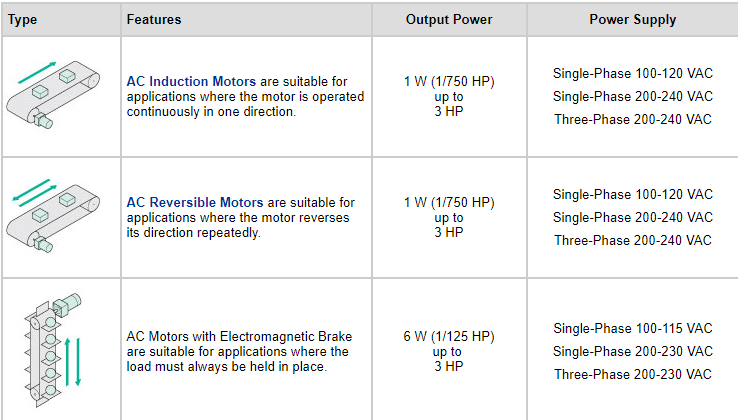 Type
Features
Output Power
Power Supply
AC Induction Motors are suitable for
applications where the motor is operated
continuously in one direction.
1 W (1/750 HP)
up to
3 HP
Single-Phase 100-120 VAC
Single-Phase 200-240 VAC
Three-Phase 200-240 VAC
AC Reversible Motors are suitable for
applications where the motor reverses
its direction repeatedly.
1 W (1/750 HP)
up to
3 HP
Single-Phase 100-120 VAC
Single-Phase 200-240 VAC
Three-Phase 200-240 VAC
AC Motors with Electromagnetic Brake
are suitable for applications where the
load must always be held in place.
6 W (1/125 HP)
up to
3 HP
Single-Phase 100-115 VAC
Single-Phase 200-230 VAC
Three-Phase 200-230 VAC